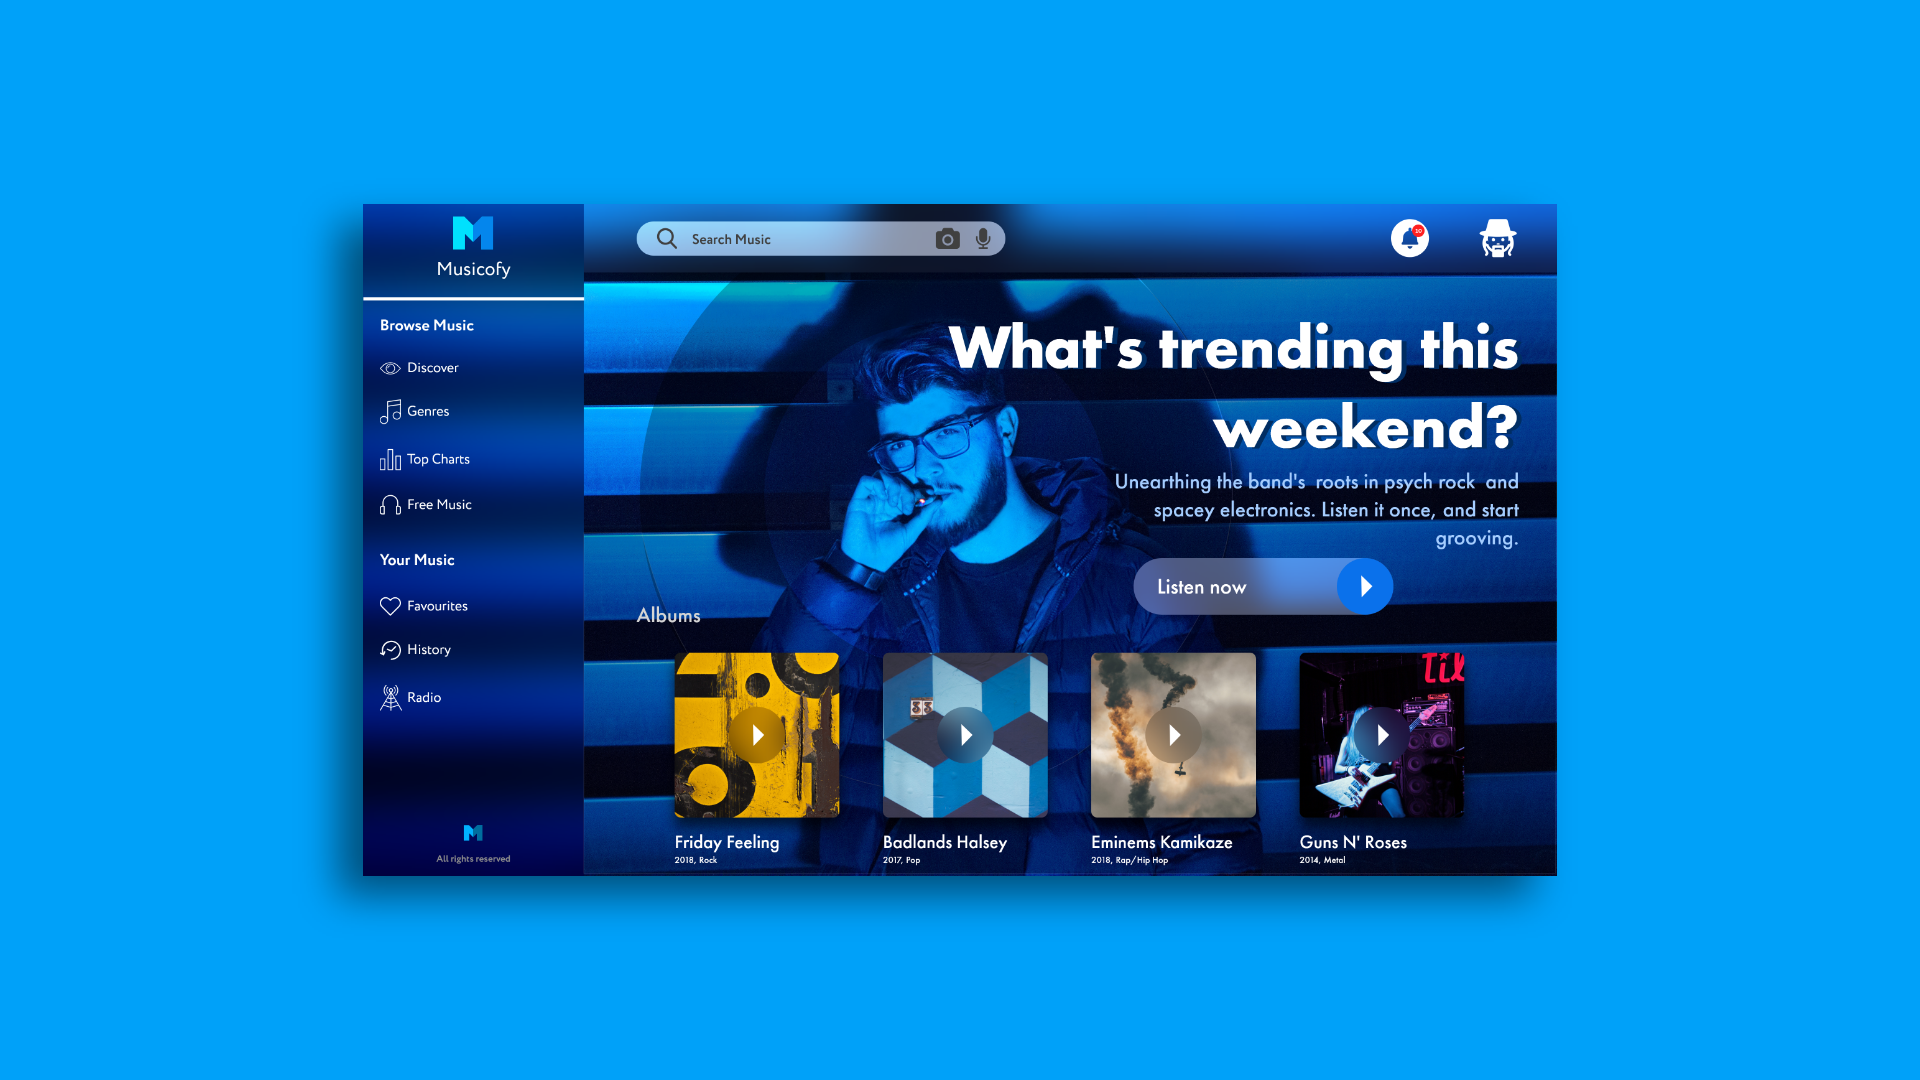 Musicofy
Browse Music
Discover
Genres
Top Charts
Free Music
Your Music
Favourites
History
Radio
All rights reserved
Search Music
10
What's trending this
weekend?
Unearthing the band's roots in psych rock and
spacey electronics. Listen it once, and start
grooving.
Listen now
Albums
33
Til
Friday Feeling
2018, Rock
Badlands Halsey
2017, Pop
Eminems Kamikaze
2018, Rap/Hip Hop
Guns N' Roses
2014, Metal